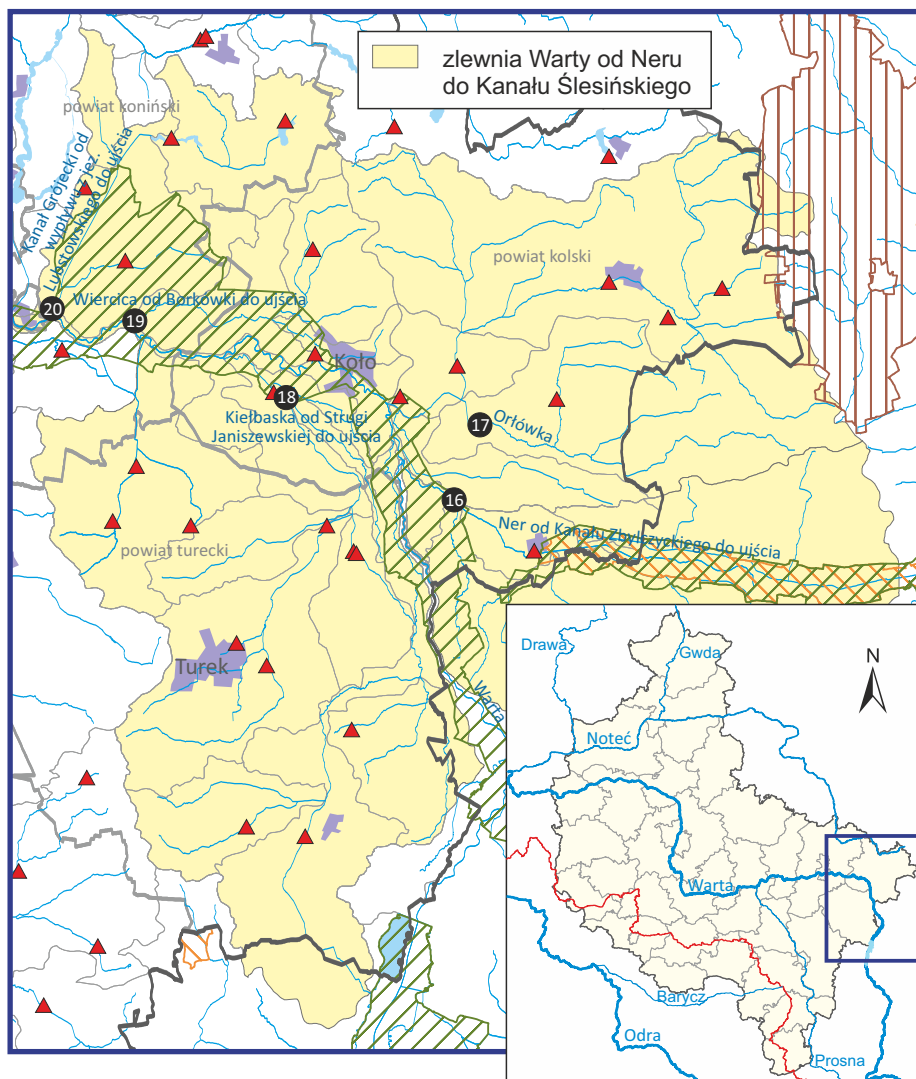 zlewnia Warty od Neru
do Kanału Ślesińskiego
powiat koniński
Kanał Grójecki od
wypływu z jez.
Lubstowskiego do ujścia
powiat kolski
20
Wiercica od Borkówki do ujścia
19
Koło
18
Kiełbaska od Strugi
Janiszewskiej do ujścia
17
Orłówka
16
Ner od Kanału Zbylszyckiego do ujścia
powiat turecki
Turek
Warta
Drawa
Gwda
N
Noteć
Warta
Barycz
Odra
Prosna